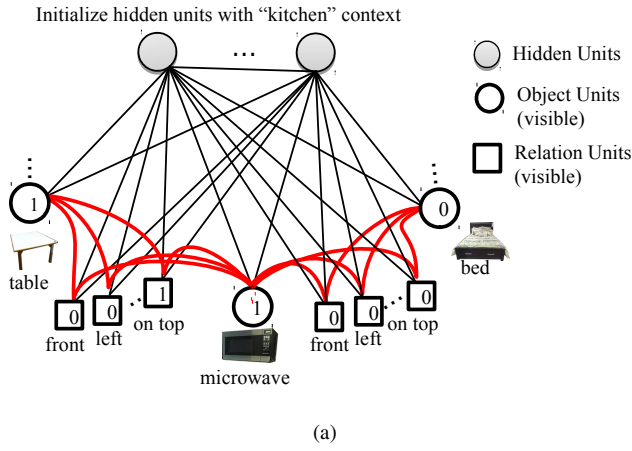 Initialize hidden units with “kitchen” context
...
Hidden Units
Object Units
(visible)
Relation Units
(visible)
1
0
table
bed
0
0
1
1
0
0
0
front
left
on top
microwave
front
left
on top
(a)